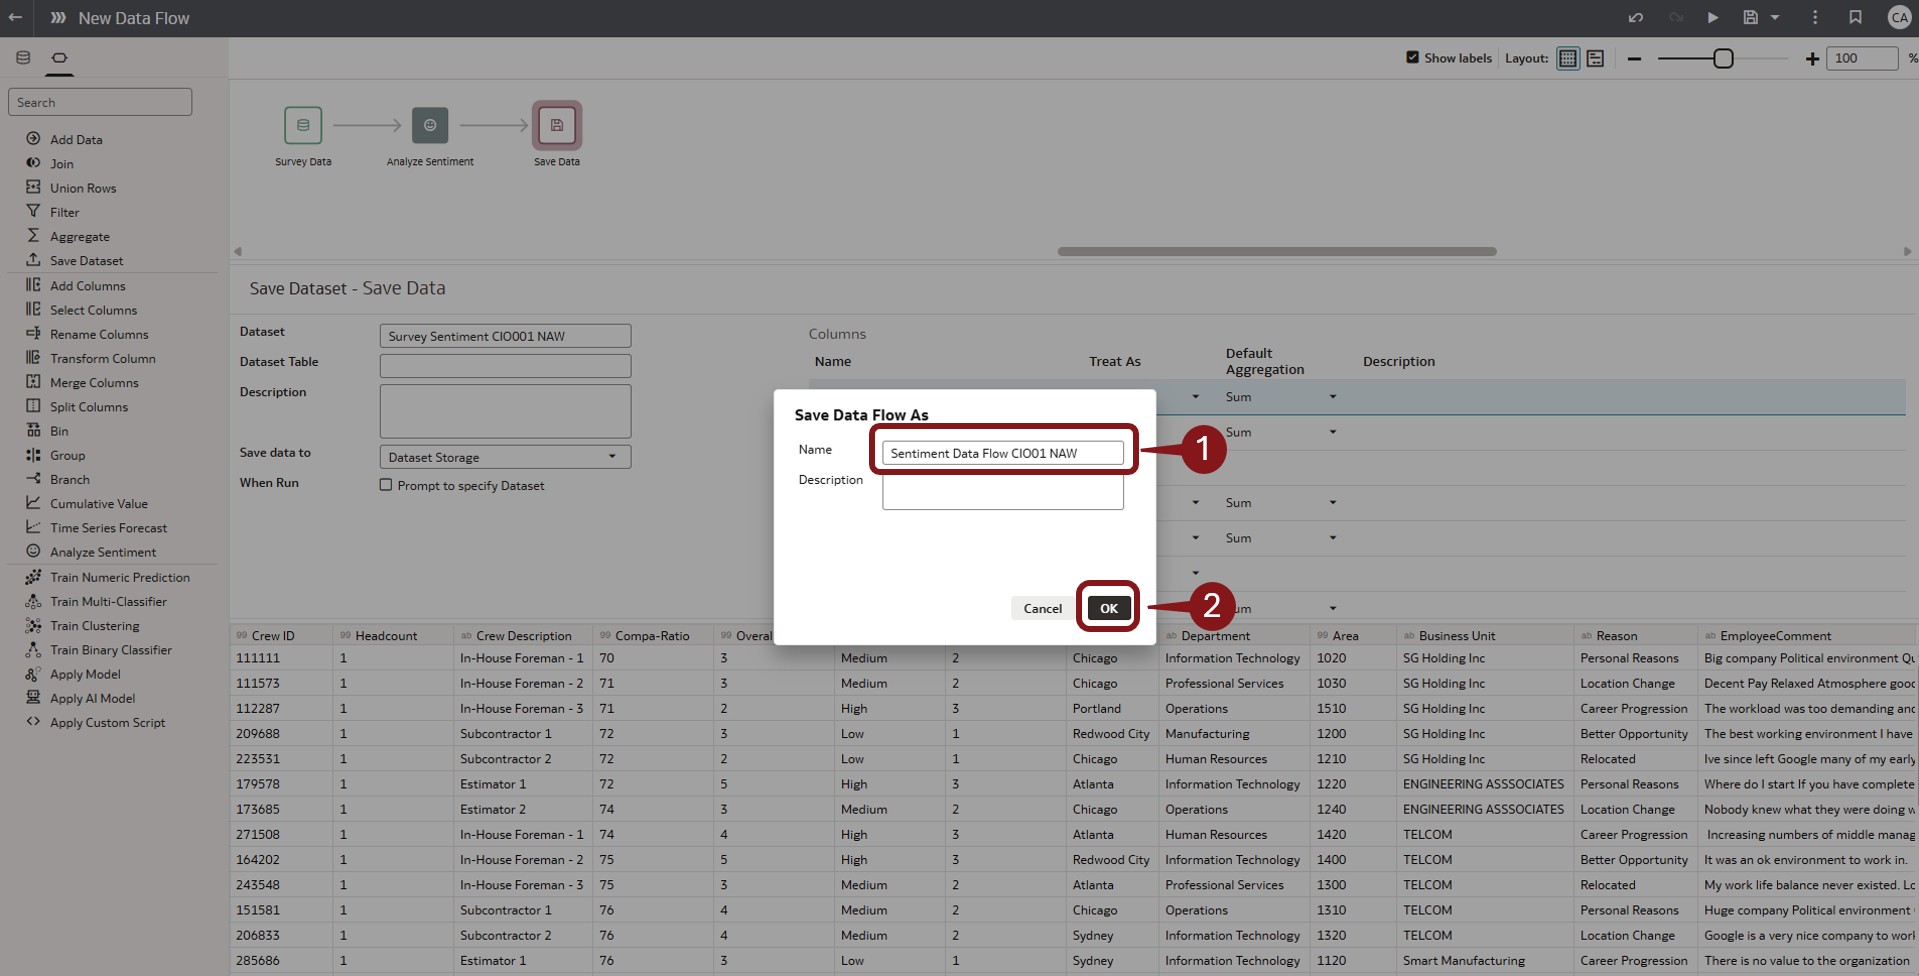 New Data Flow
CA
Show labels Layout: 100 %
Search
Add Data
Join
Union Rows
Filter
Aggregate
Save Dataset
Add Columns
Select Columns
Rename Columns
Transform Column
Merge Columns
Split Columns
Bin
Group
Branch
Cumulative Value
Time Series Forecast
Analyze Sentiment
Train Numeric Prediction
Train Multi-Classifier
Train Clustering
Train Binary Classifier
Apply Model
Apply AI Model
Apply Custom Script
Survey Data Analyze Sentiment Save Data
Save Dataset - Save Data
Dataset Survey Sentiment CIO001 NAW
Dataset Table
Description
Save data to Dataset Storage
When Run Prompt to specify Dataset
Columns
Name Treat As Default Aggregation Description
Sum
Sum
Sum
Sum
Save Data Flow As
Name Sentiment Data Flow CIO01 NAW
1
Description
Cancel OK
2
99 Crew ID 99 Headcount ab Crew Description 99 Compa-Ratio 99 Overal ab Department 99 Area ab Business Unit ab Reason ab EmployeeComment
111111 1 In-House Foreman - 1 70 3 Medium 2 Chicago Information Technology 1020 SG Holding Inc Personal Reasons Big company Political environment Qu
111573 1 In-House Foreman - 2 71 3 Medium 2 Chicago Professional Services 1030 SG Holding Inc Location Change Decent Pay Relaxed Atmosphere good
112287 1 In-House Foreman - 3 71 2 High 3 Portland Operations 1510 SG Holding Inc Career Progression The workload was too demanding and
209688 1 Subcontractor 1 72 3 Low 1 Redwood City Manufacturing 1200 SG Holding Inc Better Opportunity The best working environment I have
223531 1 Subcontractor 2 72 2 Low 1 Chicago Human Resources 1210 SG Holding Inc Relocated Ive since left Google many of my early
179578 1 Estimator 1 72 5 High 3 Atlanta Information Technology 1220 ENGINEERING ASSSOCIATES Personal Reasons Where do I start If you have complete
173685 1 Estimator 2 74 3 Medium 2 Chicago Operations 1240 ENGINEERING ASSSOCIATES Location Change Nobody knew what they were doing w
271508 1 In-House Foreman - 1 74 4 High 3 Atlanta Human Resources 1420 TELCOM Career Progression Increasing numbers of middle manag
164202 1 In-House Foreman - 2 75 5 High 3 Redwood City Information Technology 1400 TELCOM Better Opportunity It was an ok environment to work in.
243548 1 In-House Foreman - 3 75 3 Medium 2 Atlanta Professional Services 1300 TELCOM Relocated My work life balance never existed. Lo
151581 1 Subcontractor 1 76 4 Medium 2 Chicago Operations 1310 TELCOM Personal Reasons Huge company Political environment
206833 1 Subcontractor 2 76 4 Medium 2 Sydney Information Technology 1320 TELCOM Location Change Google is a very nice company to work
285686 1 Estimator 1 76 3 Low 1 Sydney Information Technology 1120 Smart Manufacturing Career Progression There is no value to the organization